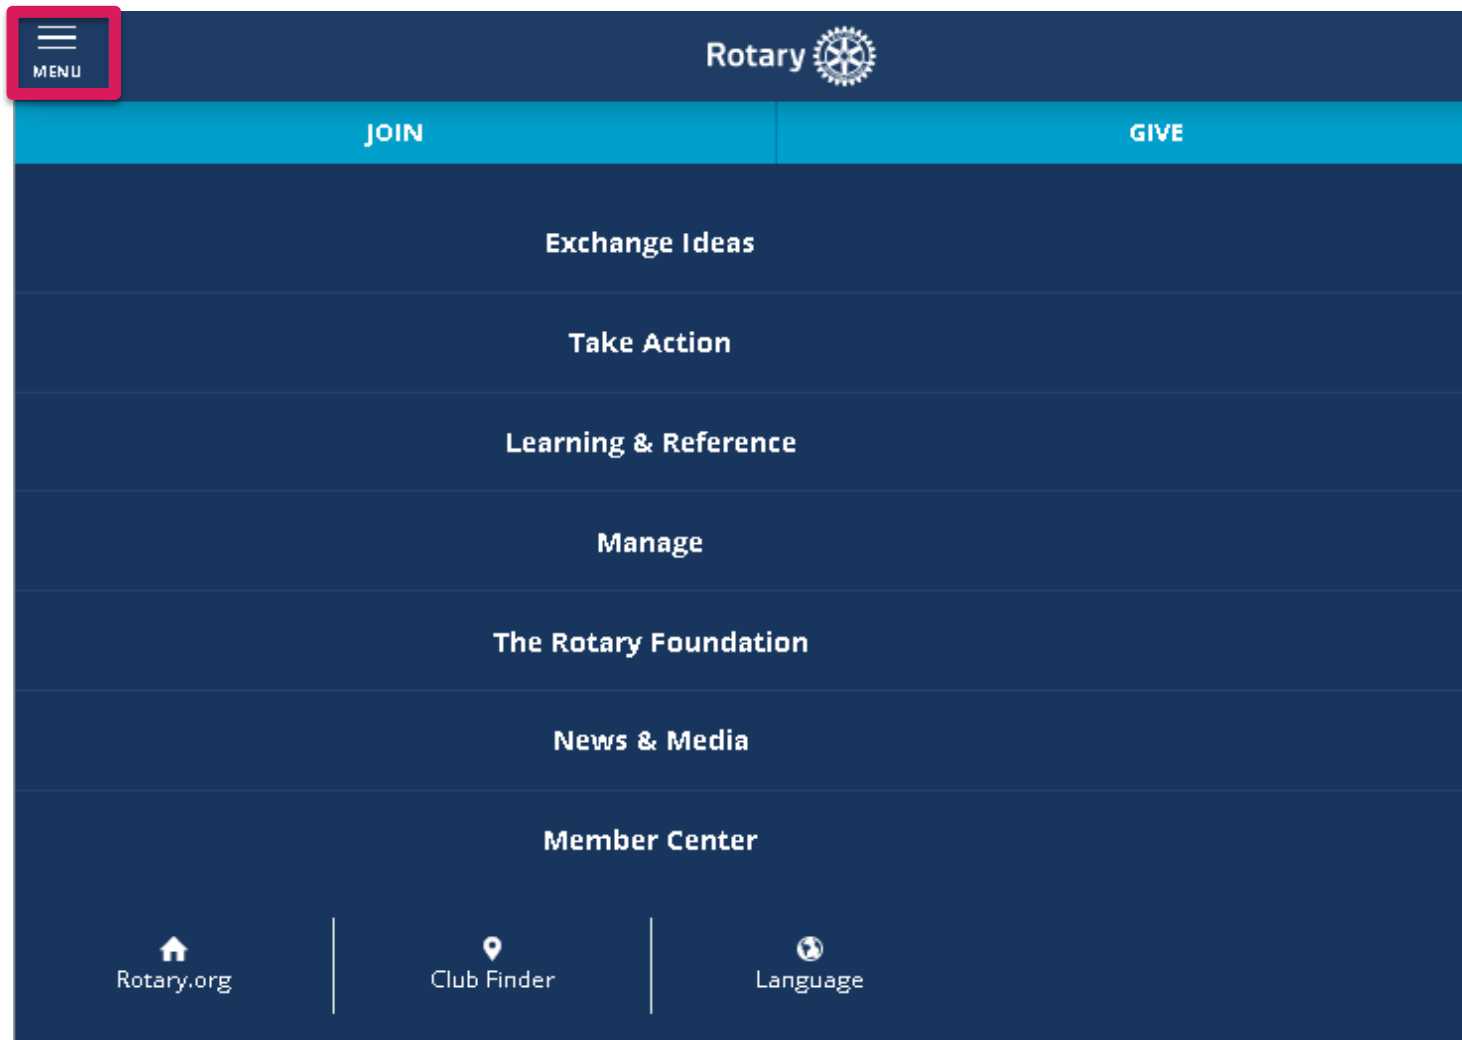 MENU
Rotary
JOIN
GIVE
Exchange Ideas
Take Action
Learning & Reference
Manage
The Rotary Foundation
News & Media
Member Center
Rotary.org
Club Finder
Language